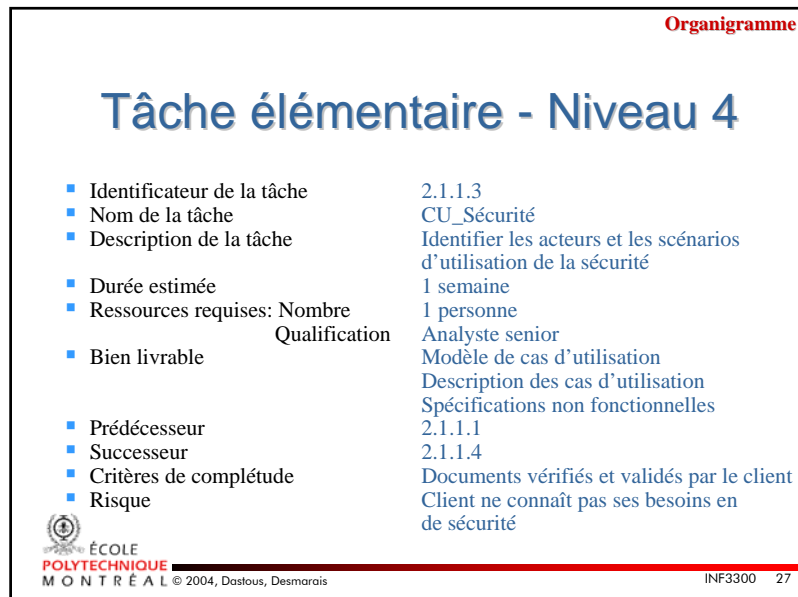 Organigramme
Tâche élémentaire - Niveau 4
Identificateur de la tâche 2.1.1.3
Nom de la tâche CU_Sécurité
Description de la tâche Identifier les acteurs et les scénarios
d'utilisation de la sécurité
Durée estimée 1 semaine
Ressources requises: Nombre 1 personne
Qualification Analyste senior
Bien livrable Modèle de cas d'utilisation
Description des cas d'utilisation
Spécifications non fonctionnelles
Prédécesseur 2.1.1.1
Successeur 2.1.1.4
Critères de complétude Documents vérifiés et validés par le client
Risque Client ne connaît pas ses besoins en
de sécurité
ÉCOLE
POLYTECHNIQUE
MONTRÉAL © 2004, Dastous, Desmarais INF3300 27